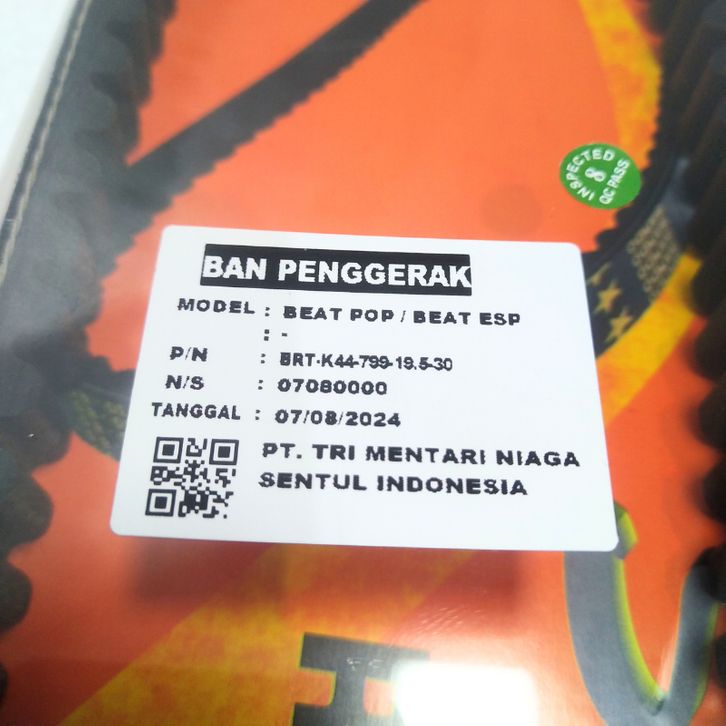 INSPECTED
8
QC PASS
BAN PENGGERAK
MODEL : BEAT POP / BEAT ESP
: -
P/N : BRT-K44-799-19.5-30
N/S : 07080000
TANGGAL : 07/08/2024
PT. TRI MENTARI NIAGA
SENTUL INDONESIA